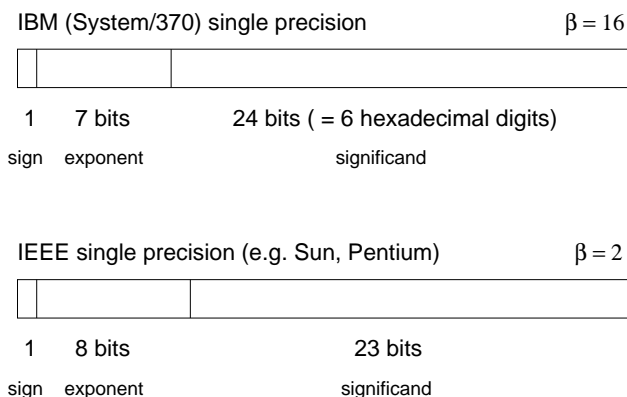 IBM (System/370) single precision β = 16
1 7 bits 24 bits ( = 6 hexadecimal digits)
sign exponent significand
IEEE single precision (e.g. Sun, Pentium) β = 2
1 8 bits 23 bits
sign exponent significand